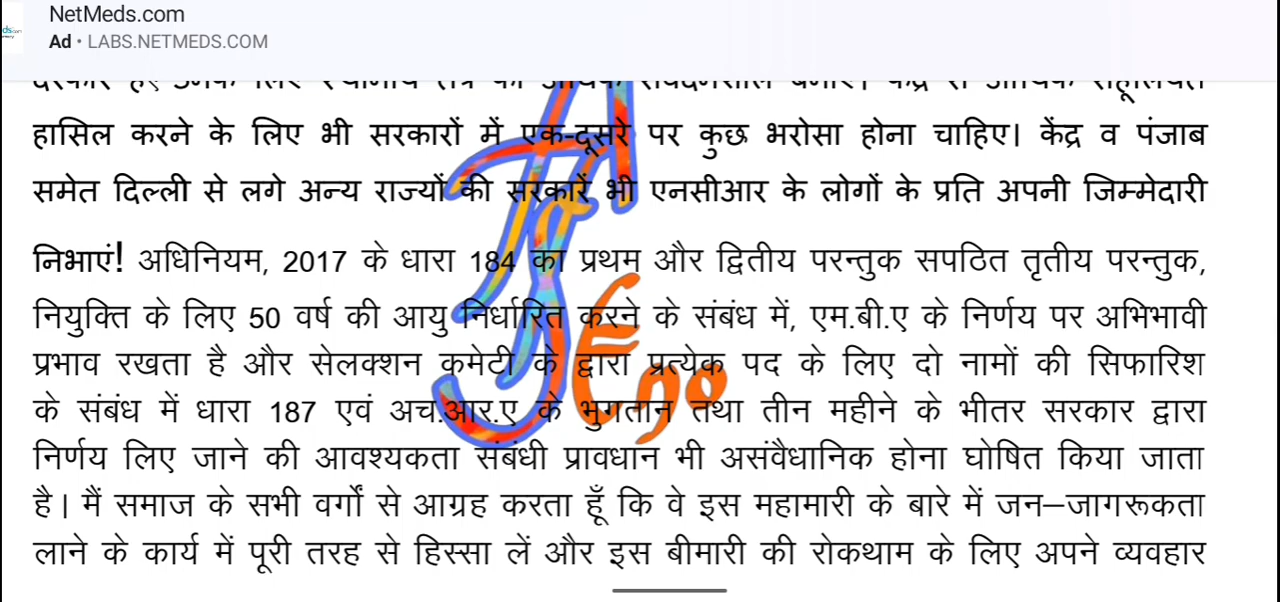 NetMeds.com
Ad • LABS.NETMEDS.COM
हासिल करने के लिए भी सरकारों में एक-दूसरे पर कुछ भरोसा होना चाहिए। केंद्र व पंजाब
समेत दिल्ली से लगे अन्य राज्यों की सरकारें भी एनसीआर के लोगों के प्रति अपनी जिम्मेदारी
निभाएं! अधिनियम, 2017 के धारा 184 का प्रथम और द्वितीय परन्तुक सपठित तृतीय परन्तुक,
नियुक्ति के लिए 50 वर्ष की आयु निर्धारित करने के संबंध में, एम.बी.ए के निर्णय पर अभिभावी
प्रभाव रखता है और सेलक्शन कमेटी के द्वारा प्रत्येक पद के लिए दो नामों की सिफारिश
के संबंध में धारा 187 एवं अच.आर.ए के भुगतान तथा तीन महीने के भीतर सरकार द्वारा
निर्णय लिए जाने की आवश्यकता संबंधी प्रावधान भी असंवैधानिक होना घोषित किया जाता
है। मैं समाज के सभी वर्गों से आग्रह करता हूँ कि वे इस महामारी के बारे में जन–जागरूकता
लाने के कार्य में पूरी तरह से हिस्सा लें और इस बीमारी की रोकथाम के लिए अपने व्यवहार